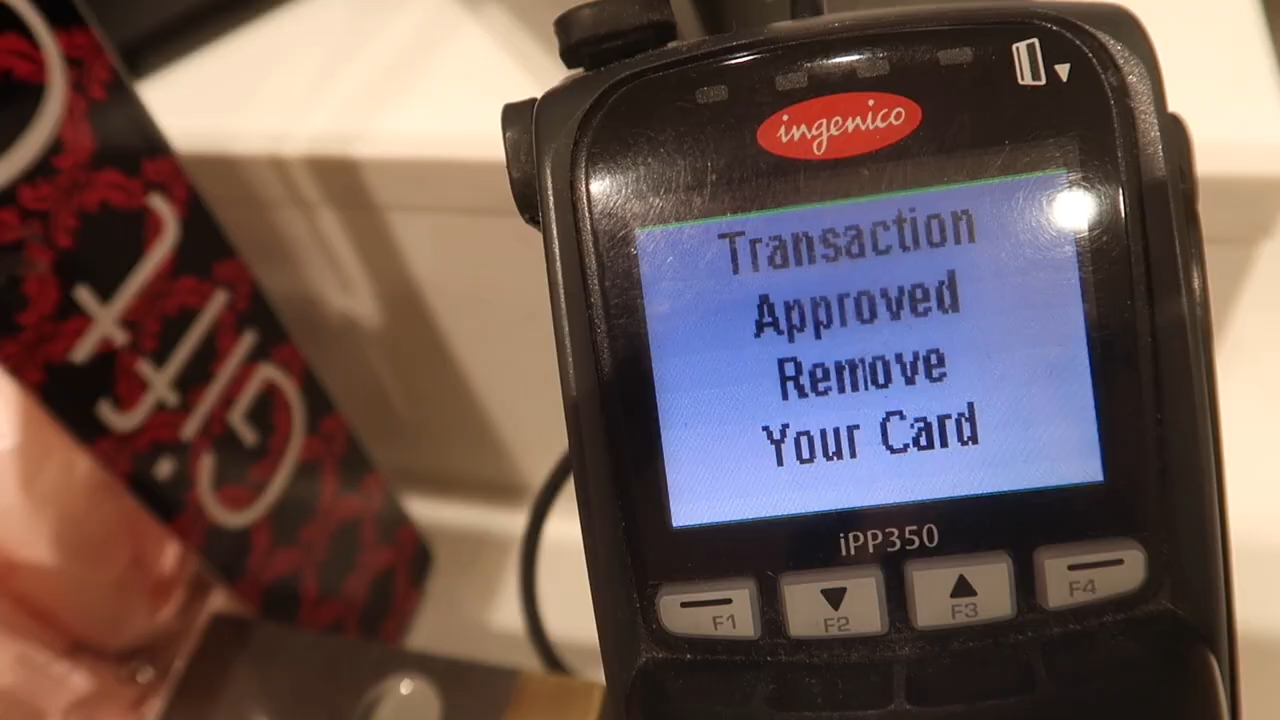 ingenico
Transaction
Approved
Remove
Your Card
iPP350
F1
F2
F3
F4
GIFT